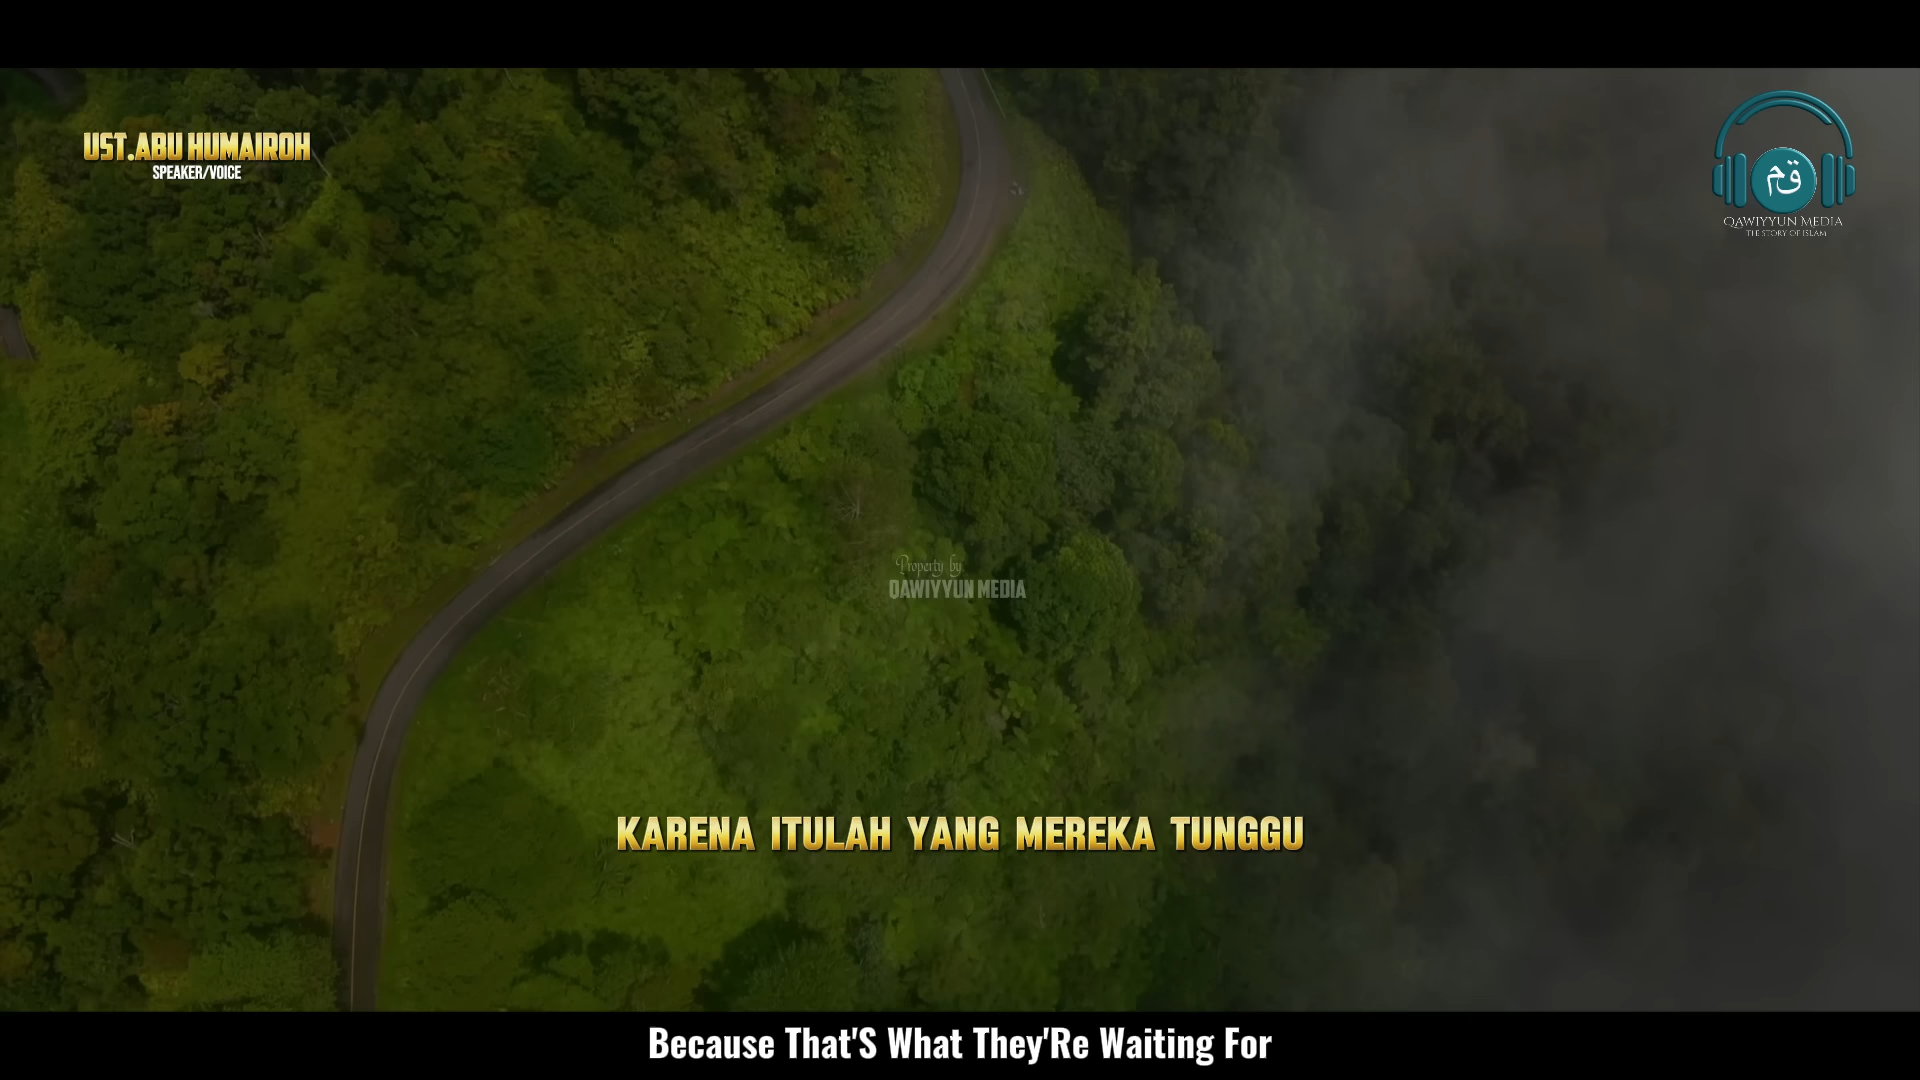 UST.ABU HUMAIROH
SPEAKER/VOICE
قم
QAWIYYUN MEDIA
THE STORY OF ISLAM
Property by
QAWIYYUN MEDIA
KARENA ITULAH YANG MEREKA TUNGGU
Because That'S What They'Re Waiting For